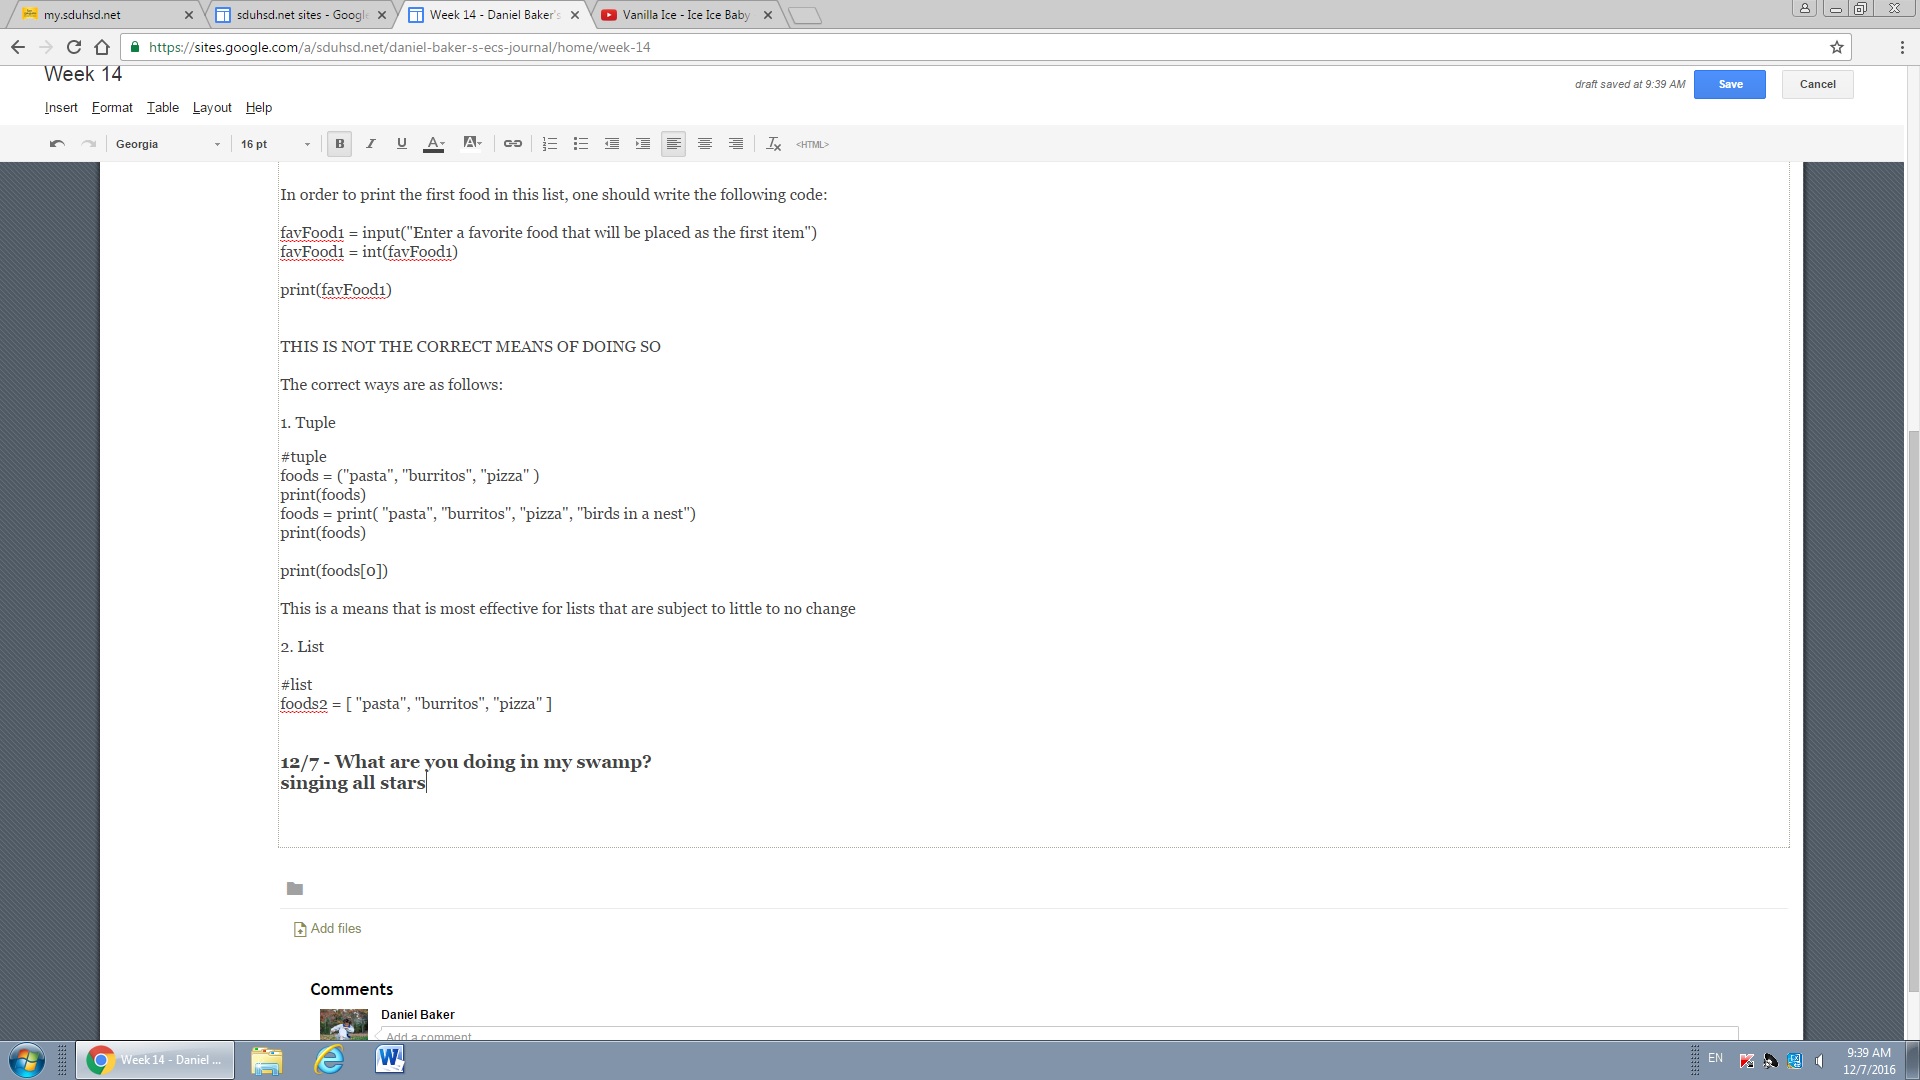 my.sduhsd.net
sduhsd.net sites - Google
Week 14 - Daniel Baker's
Vanilla Ice - Ice Ice Baby
https://sites.google.com/a/sduhsd.net/daniel-baker-s-ecs-journal/home/week-14
Week 14
draft saved at 9:39 AM
Save
Cancel
Insert Format Table Layout Help
Georgia
16 pt
B I U A A
<HTML>
In order to print the first food in this list, one should write the following code:
favFood1 = input("Enter a favorite food that will be placed as the first item")
favFood1 = int(favFood1)
print(favFood1)
THIS IS NOT THE CORRECT MEANS OF DOING SO
The correct ways are as follows:
1. Tuple
#tuple
foods = ("pasta", "burritos", "pizza" )
print(foods)
foods = print( "pasta", "burritos", "pizza", "birds in a nest")
print(foods)
print(foods[0])
This is a means that is most effective for lists that are subject to little to no change
2. List
#list
foods2 = [ "pasta", "burritos", "pizza" ]
12/7 - What are you doing in my swamp?
singing all stars
Add files
Comments
Daniel Baker
Add a comment
Week 14 - Daniel ...
EN
9:39 AM
12/7/2016